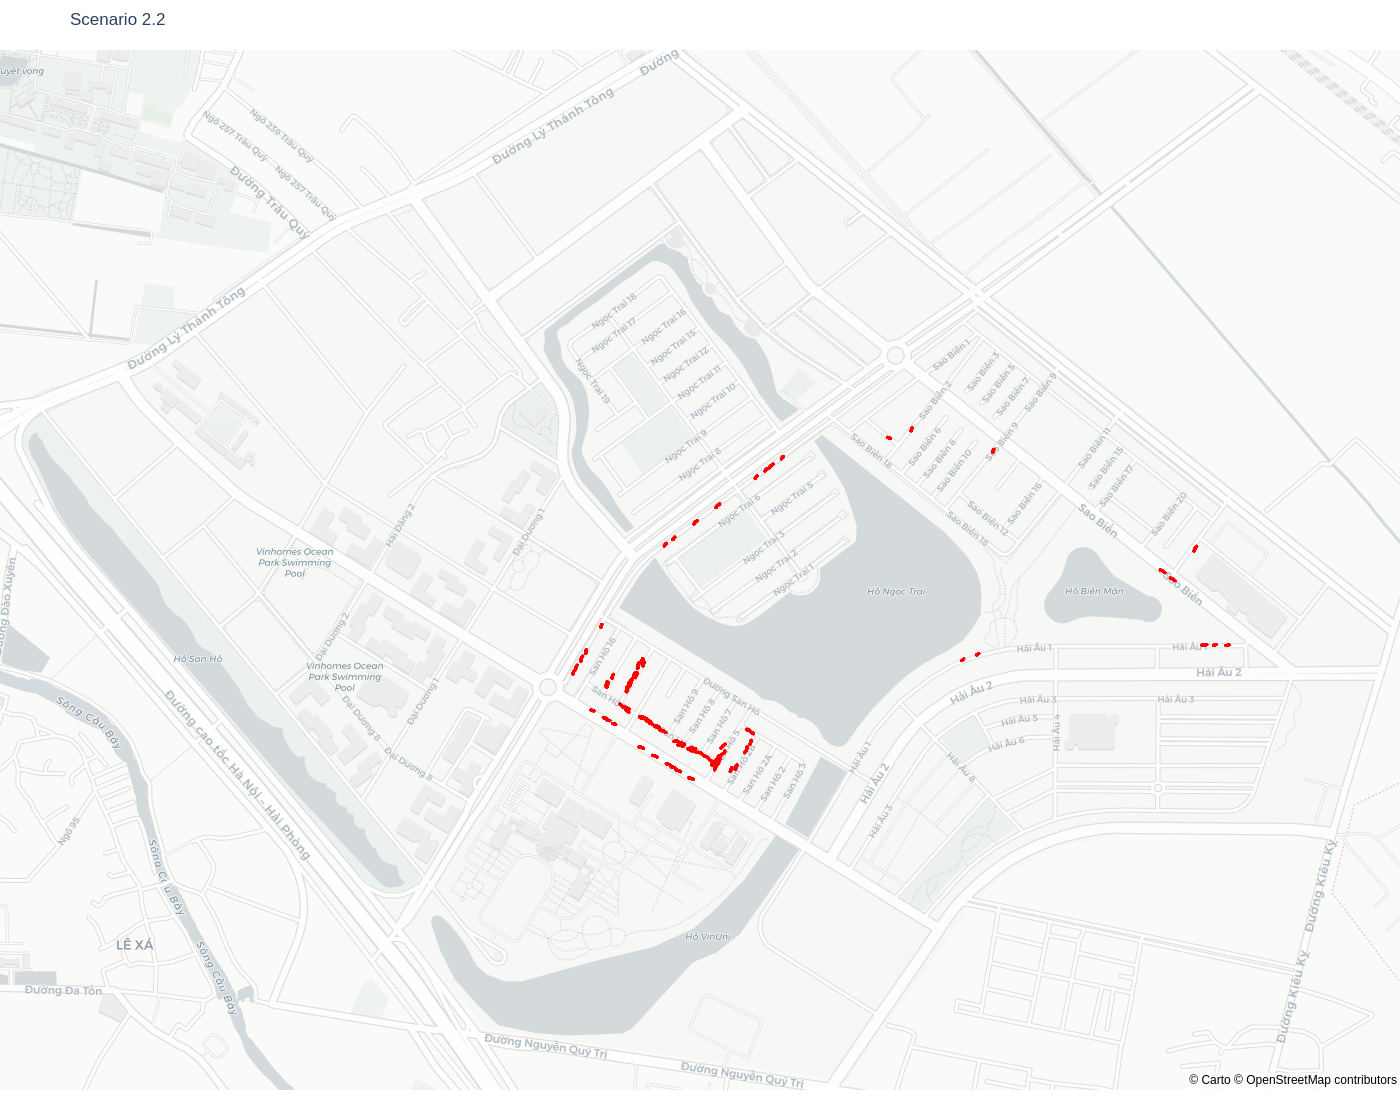 Scenario 2.2
Đường
uyệt vọng
Đường Lý Thánh Tông
Ngõ 239 Trâu Quỳ
Ngõ 257 Trâu Quỳ
Ngõ 257 Trâu Quỳ
Đường Trâu Quỳ
Đường Lý Thánh Tông
Ngọc Trai 18
Ngọc Trai 17
Ngọc Trai 16
Ngọc Trai 15
Ngọc Trai 12
Ngọc Trai 11
Ngọc Trai 10
Ngọc Trai 19
Ngọc Trai 9
Ngọc Trai 8
Sao Biển 1
Sao Biển 3
Sao Biển 5
Sao Biển 7
Sao Biển 9
Sao Biển 2
Sao Biển 6
Sao Biển 8
Sao Biển 10
Sao Biển 9
Sao Biển 11
Sao Biển 15
Sao Biển 17
Sao Biển 18
Sao Biển 16
Sao Biển 12
Sao Biển 18
Sao Biển 20
Sao Biển
Sao Biển
Ngọc Trai 6
Ngọc Trai 5
Ngọc Trai 3
Ngọc Trai 2
Ngọc Trai 1
Hải Đăng 2
Đại Dương 1
Vinhomes Ocean
Park Swimming
Pool
Hồ Ngọc Trai
Hồ Biển Mặn
Đường Đào Xuyên
Đại Dương 2
Hồ San Hô
Vinhomes Ocean
Park Swimming
Pool
San Hô 16
Hải Âu 1
Hải Âu
Hải Âu 2
Hải Âu 2
Hải Âu 3
Hải Âu 3
Hải Âu 5
Hải Âu 4
Hải Âu 6
Hải Âu 8
Đường San Hô
San Hô 9
San Hô 8
San Hô 7
San Hô 2A
San Hô 2
San Hô 3
Hải Âu 1
Hải Âu 2
Hải Âu 3
Đại Dương 1
Đại Dương 8
Đại Dương 8
Sông Cầu Bây
Đường cao tốc Hà Nội - Hải Phòng
Ngõ 95
Sông Cầu Bây
Sông Cầu Bây
LÊ XÁ
Hồ VinUni
Đường Kiêu Kỵ
Đường Kiêu Kỵ
Đường Đa Tốn
Đường Nguyễn Quý Trị
Đường Nguyễn Quý Trị
© Carto © OpenStreetMap contributors